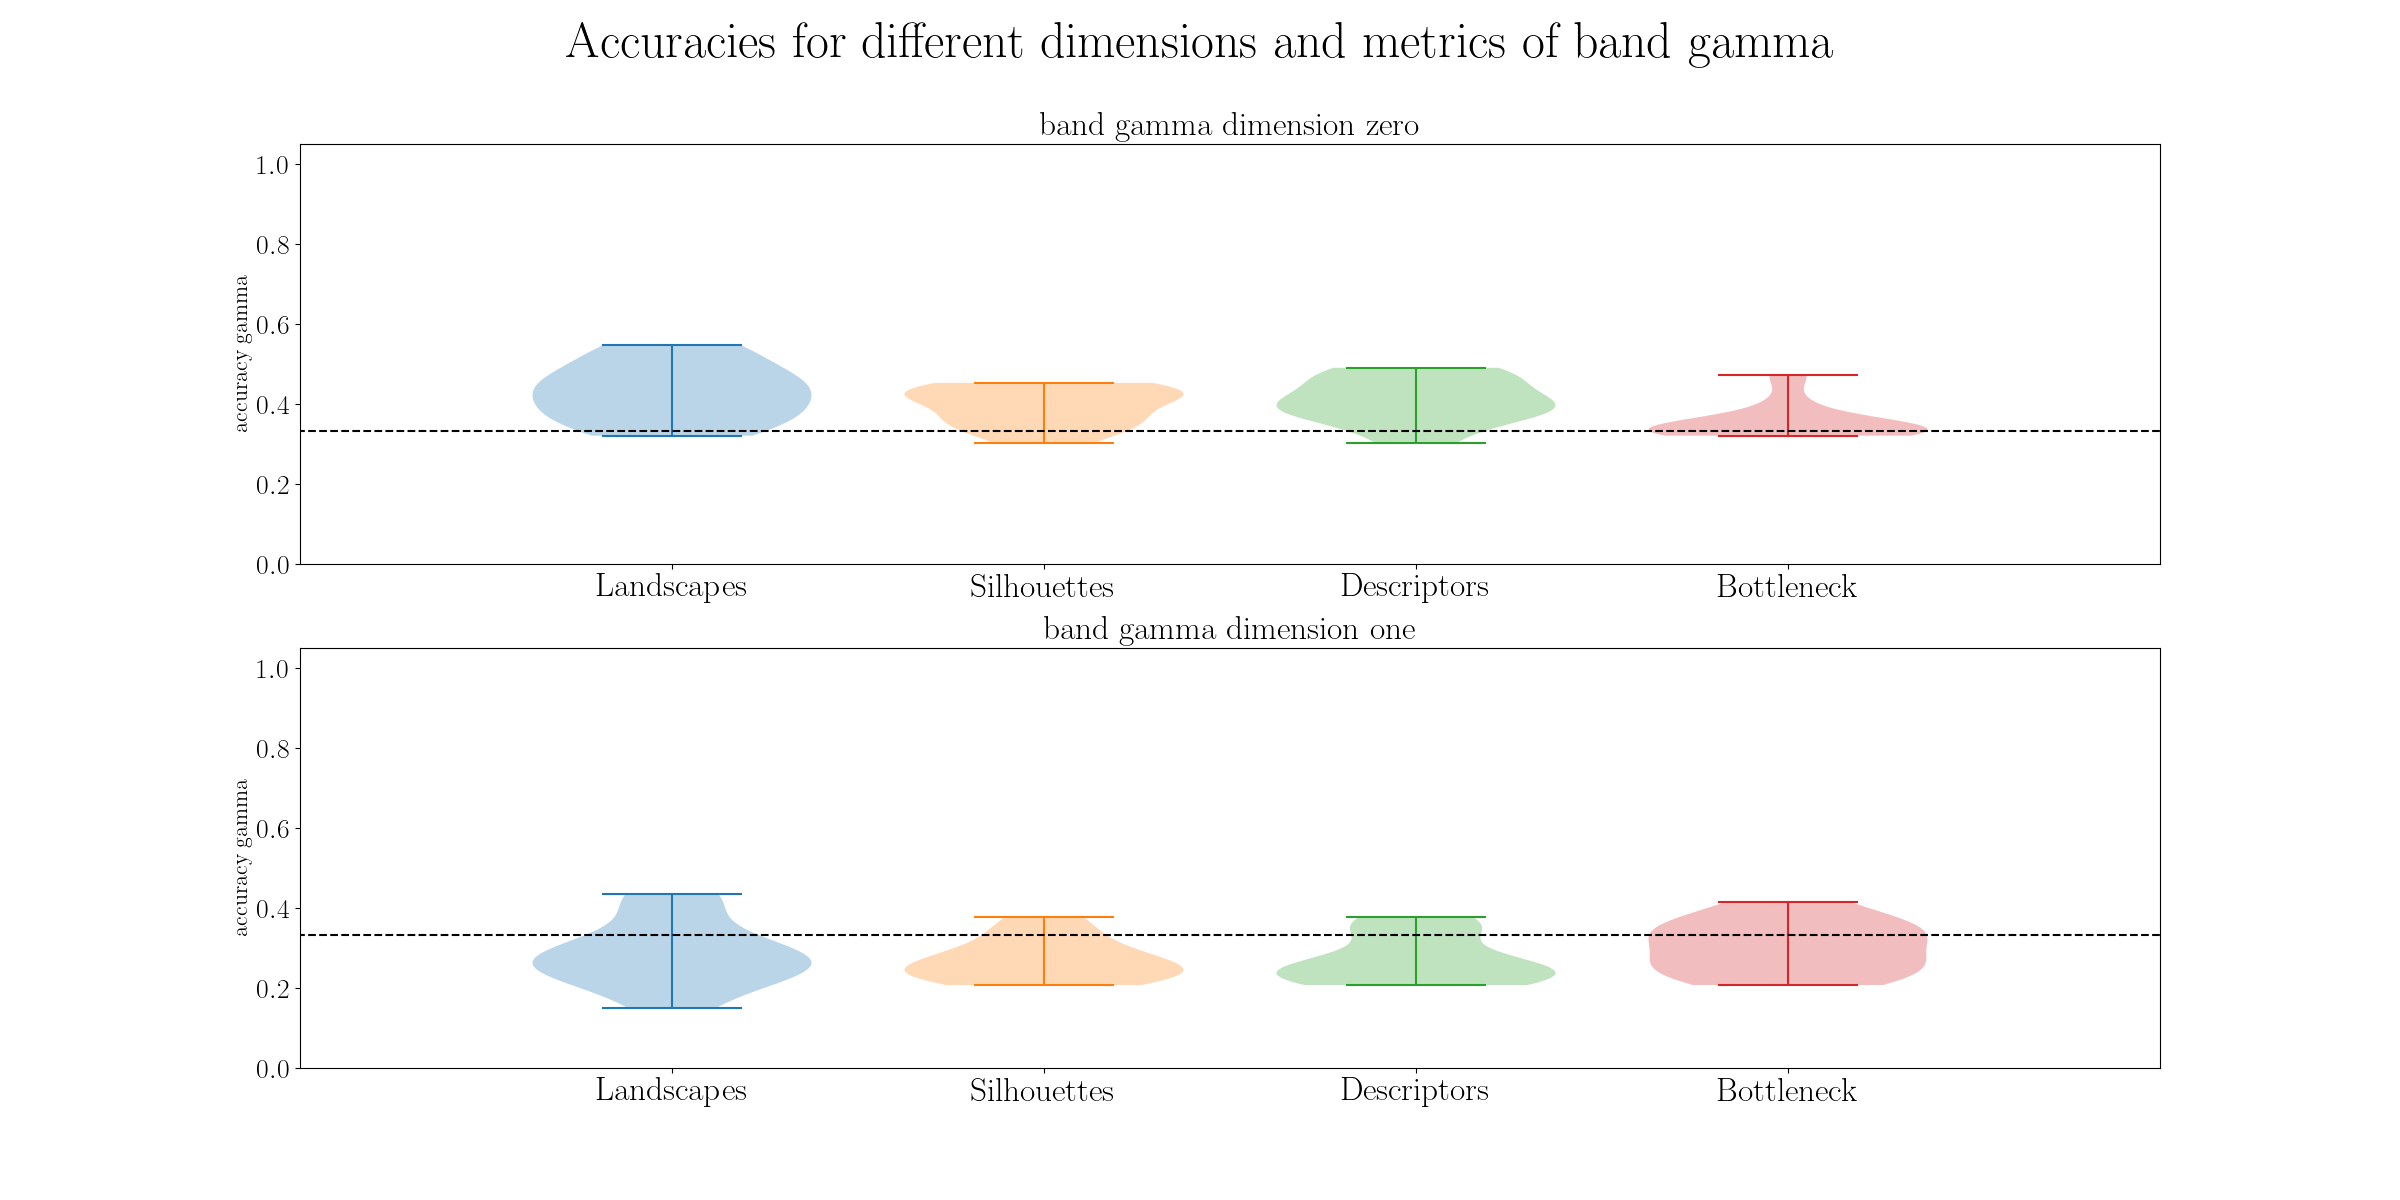 Accuracies for different dimensions and metrics of band gamma
band gamma dimension zero
accuracy gamma
1.0
0.8
0.6
0.4
0.2
0.0
Landscapes Silhouettes Descriptors Bottleneck
band gamma dimension one
accuracy gamma
1.0
0.8
0.6
0.4
0.2
0.0
Landscapes Silhouettes Descriptors Bottleneck